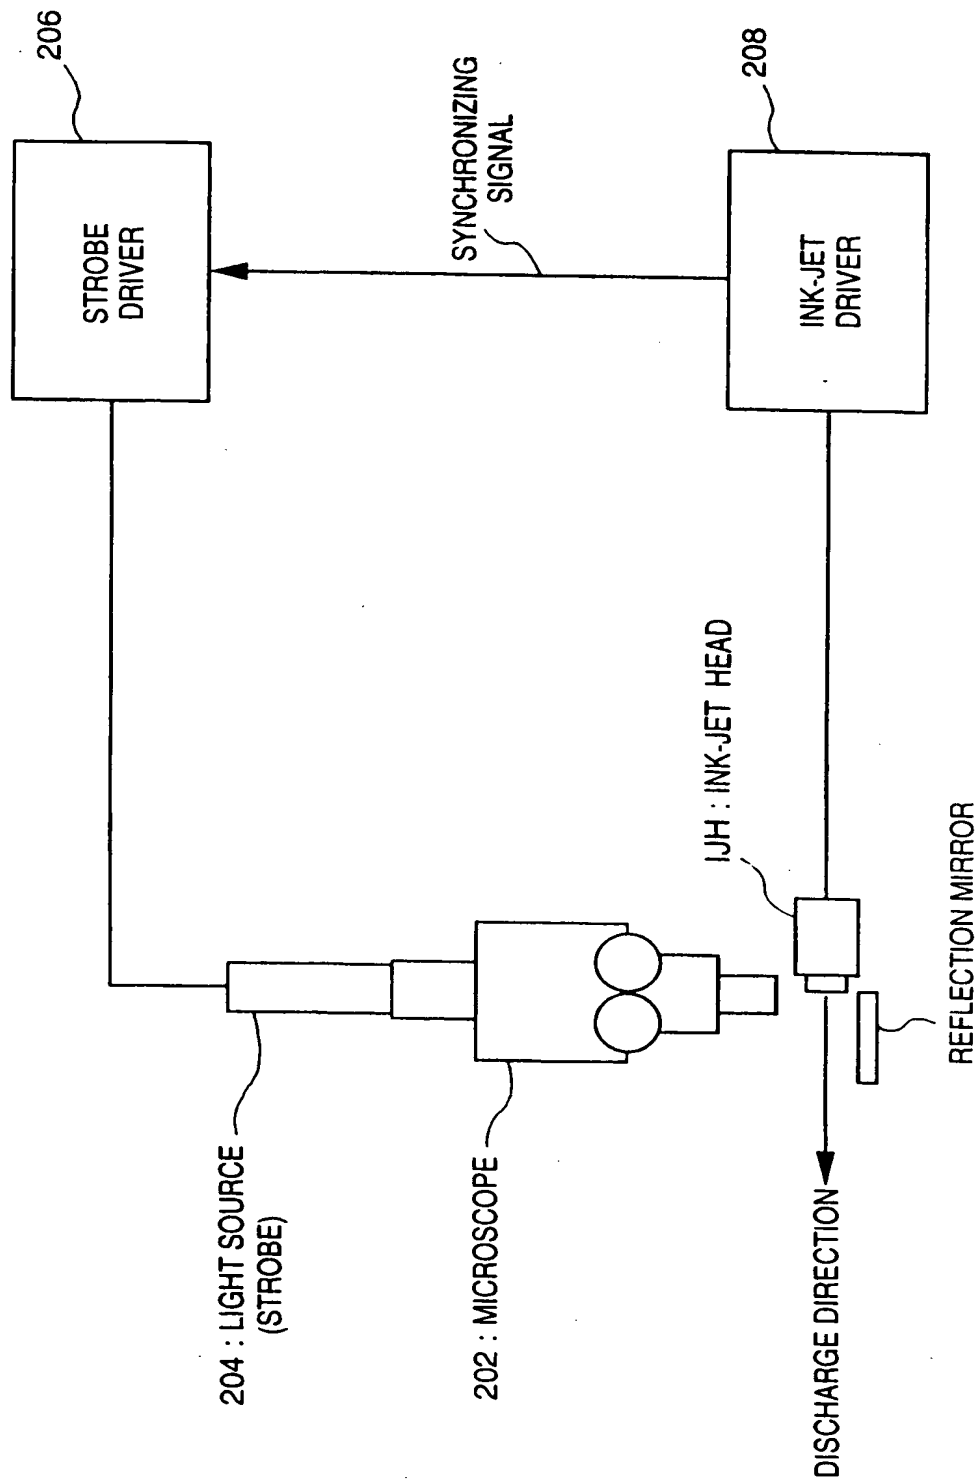 206
STROBE
DRIVER
SYNCHRONIZING
SIGNAL
208
INK-JET
DRIVER
IJH : INK-JET HEAD
REFLECTION MIRROR
204 : LIGHT SOURCE
(STROBE)
202 : MICROSCOPE
DISCHARGE DIRECTION